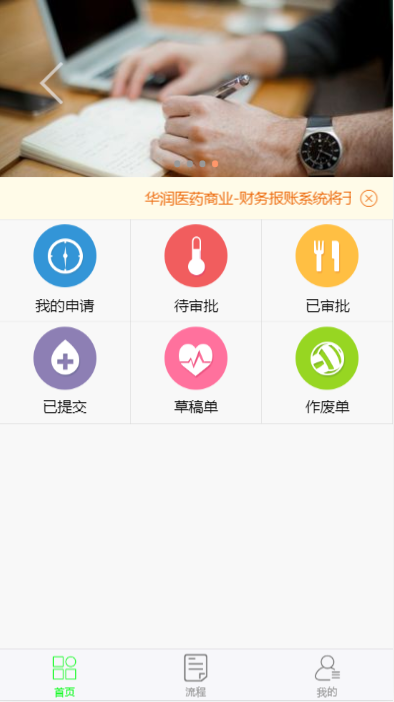 华润医药商业-财务报账系统将于
我的申请
待审批
已审批
已提交
草稿单
作废单
首页
流程
我的